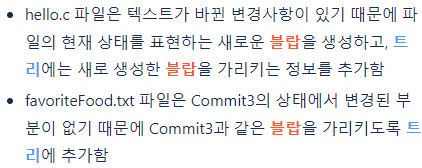 • hello.c 파일은 텍스트가 바뀐 변경사항이 있기 때문에 파
일의 현재 상태를 표현하는 새로운 블랍을 생성하고, 트
리에는 새로 생성한 블랍을 가리키는 정보를 추가함
• favoriteFood.txt 파일은 Commit3의 상태에서 변경된 부
분이 없기 때문에 Commit3과 같은 블랍을 가리키도록 트
리에 추가함